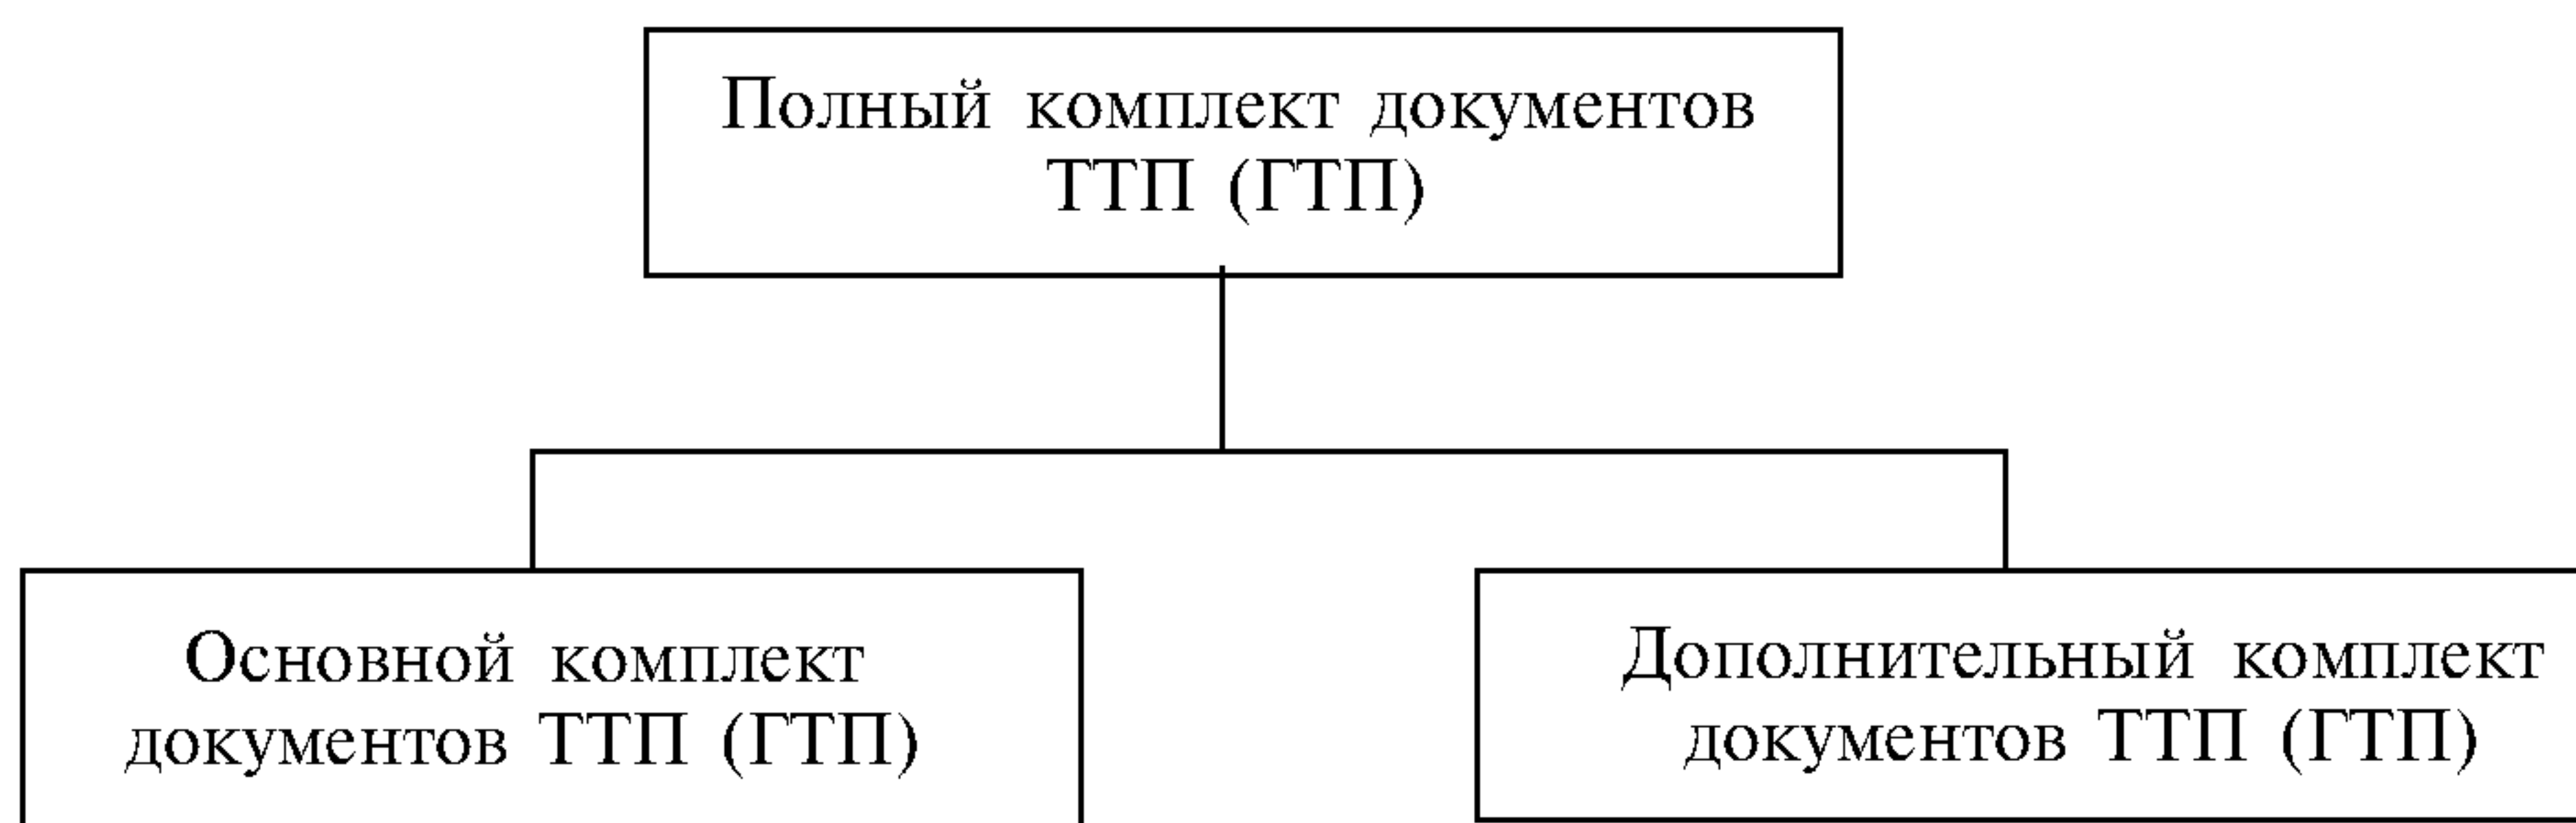 Полный комплект документов
ТТП (ГТП)
Основной комплект
документов ТТП (ГТП)
Дополнительный комплект
документов ТТП (ГТП)